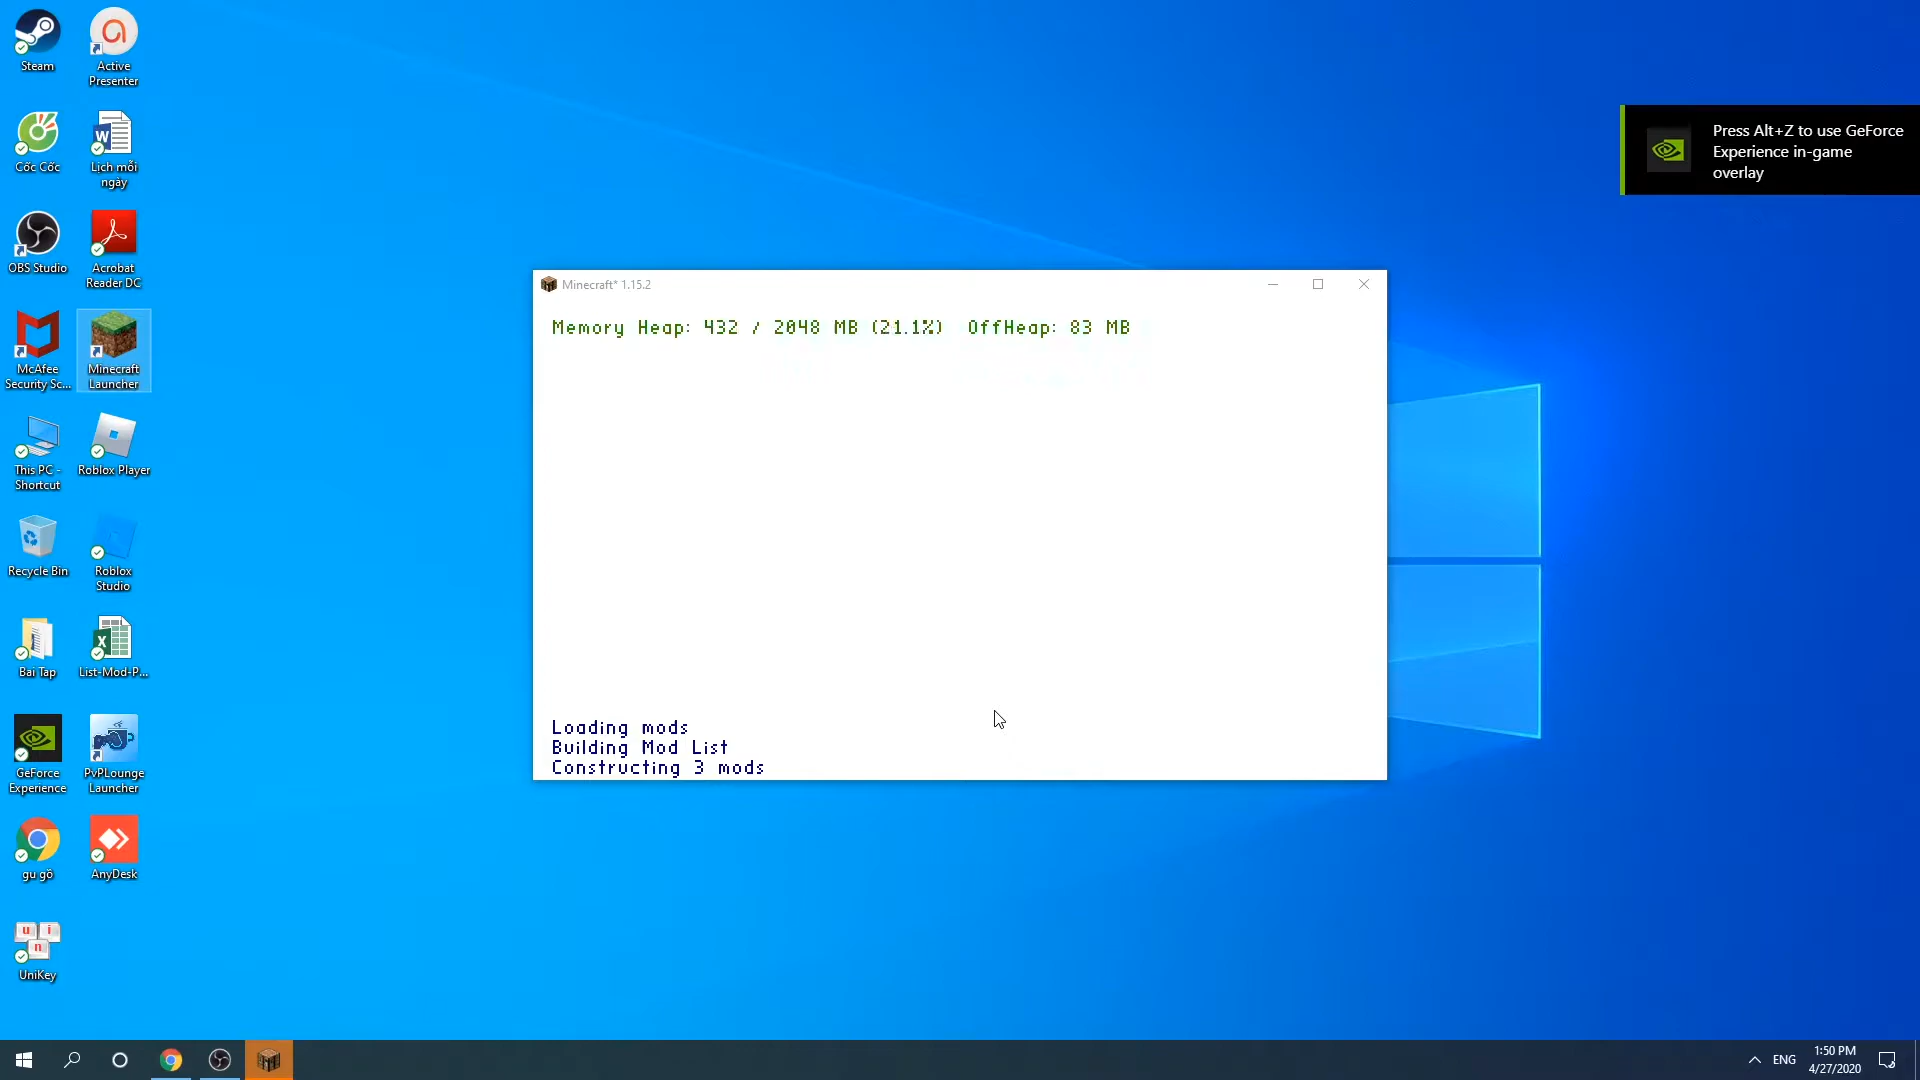 Steam
Active
Presenter
Cốc Cốc
Lịch mỗi
ngày
OBS Studio
Acrobat
Reader DC
McAfee
Security Sc...
Minecraft
Launcher
This PC -
Shortcut
Roblox Player
Recycle Bin
Roblox
Studio
Bai Tap
List-Mod-P...
GeForce
Experience
PvPLounge
Launcher
gu gồ
AnyDesk
UniKey
Minecraft* 1.15.2
Memory Heap: 432 / 2048 MB (21.1%) OffHeap: 83 MB
Loading mods
Building Mod List
Constructing 3 mods
Press Alt+Z to use GeForce
Experience in-game
overlay
ENG
1:50 PM
4/27/2020